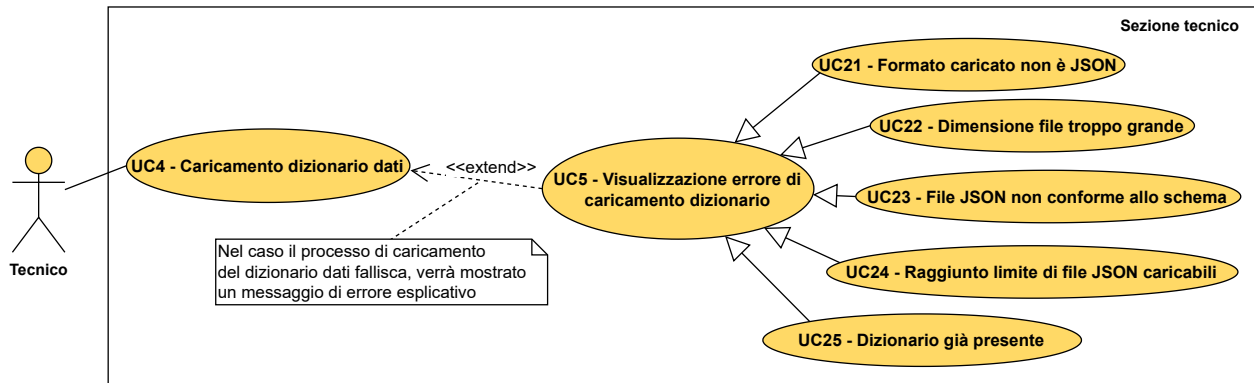 Sezione tecnico
UC21 - Formato caricato non è JSON
UC22 - Dimensione file troppo grande
UC4 - Caricamento dizionario dati
<<extend>>
UC5 - Visualizzazione errore di
caricamento dizionario
UC23 - File JSON non conforme allo schema
Tecnico
Nel caso il processo di caricamento
del dizionario dati fallisca, verrà mostrato
un messaggio di errore esplicativo
UC24 - Raggiunto limite di file JSON caricabili
UC25 - Dizionario già presente